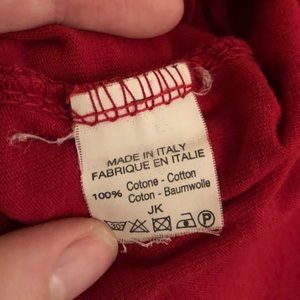 MADE IN ITALY
FABRIQUE EN ITALIE
100% Cotone - Cotton
Coton - Baumwolle
JK
P